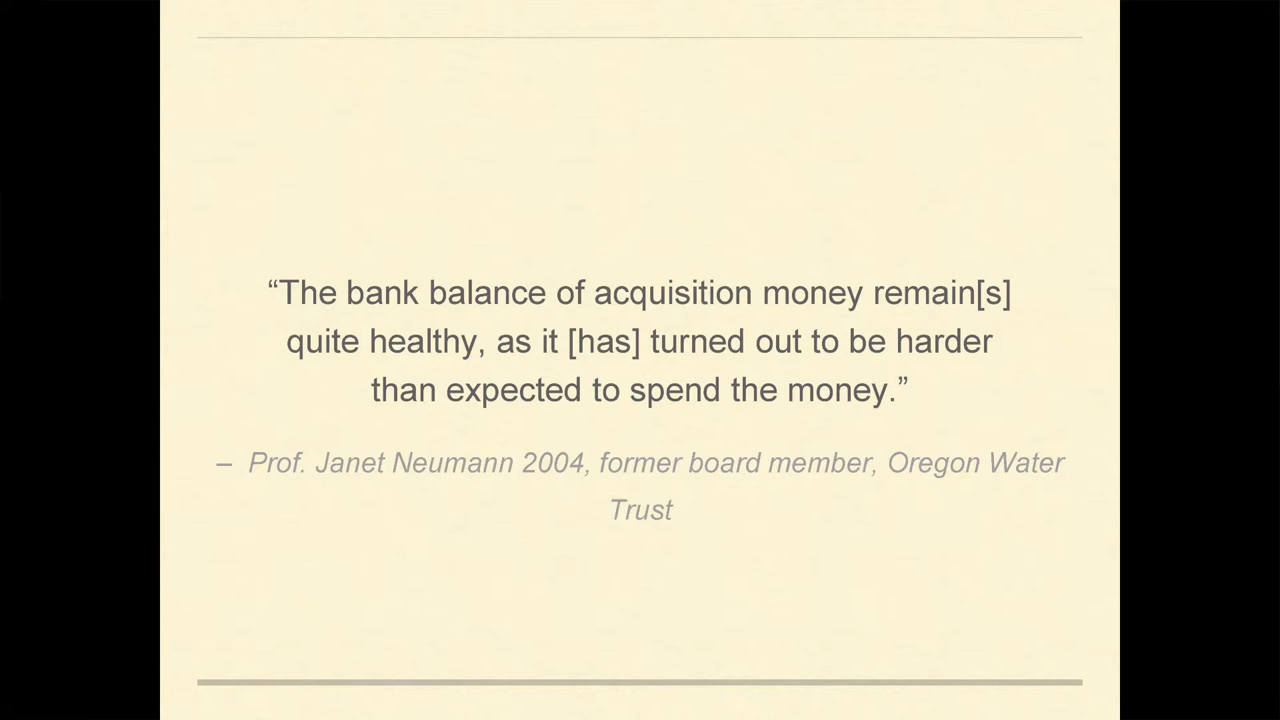 “The bank balance of acquisition money remain[s]
quite healthy, as it [has] turned out to be harder
than expected to spend the money.”
– Prof. Janet Neumann 2004, former board member, Oregon Water
Trust